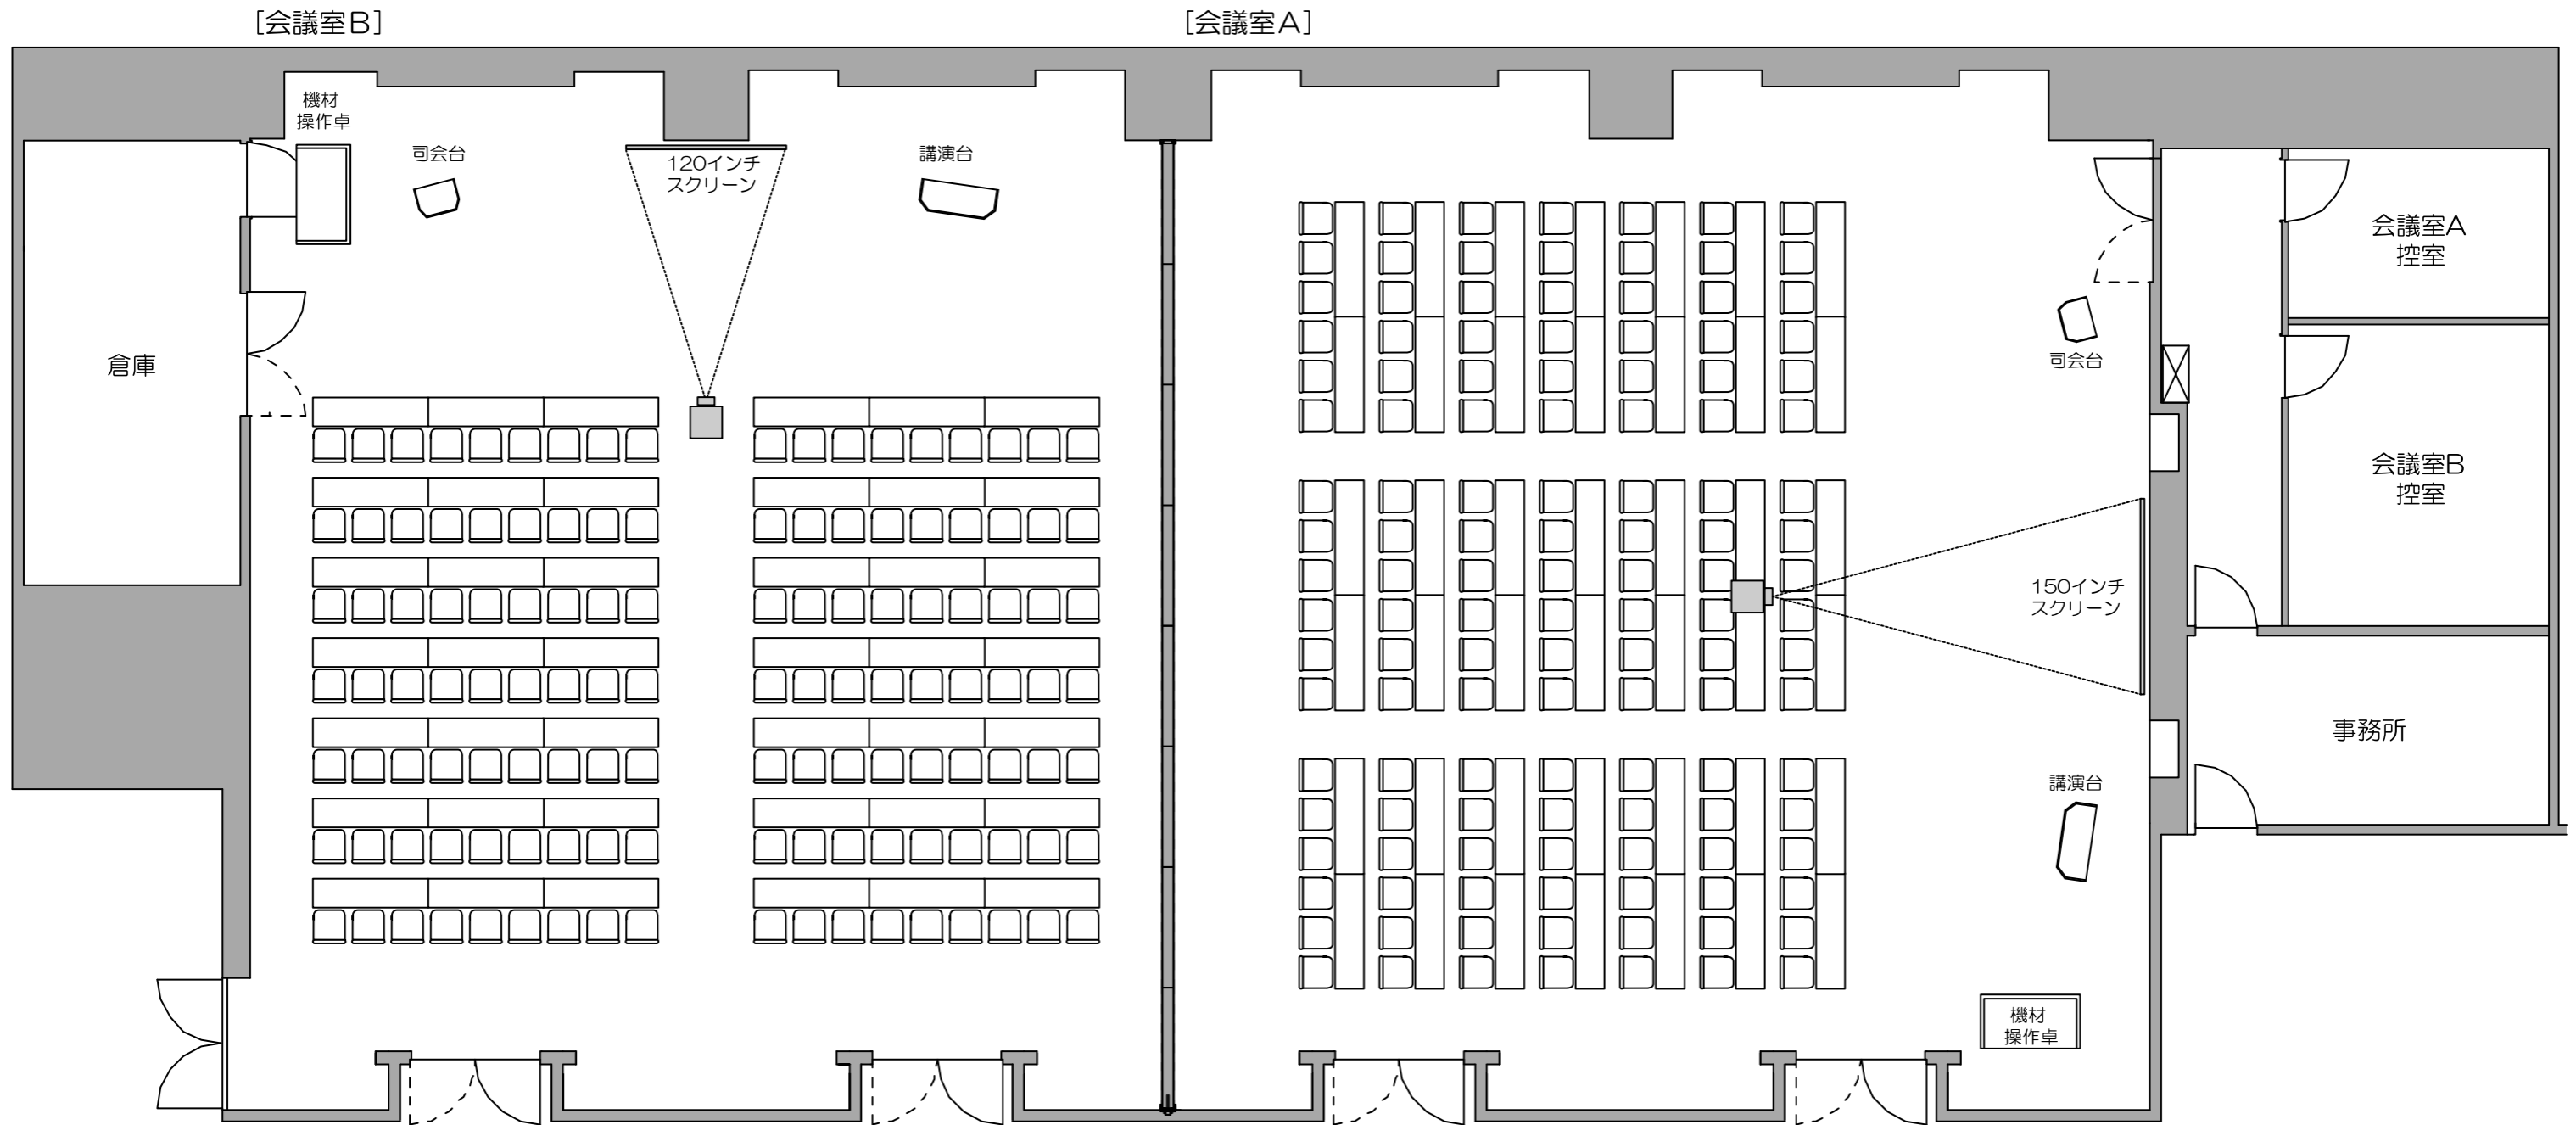 [会議室B]
[会議室A]
機材
操作卓
司会台
120インチ
スクリーン
講演台
倉庫
司会台
150インチ
スクリーン
講演台
機材
操作卓
会議室A
控室
会議室B
控室
事務所